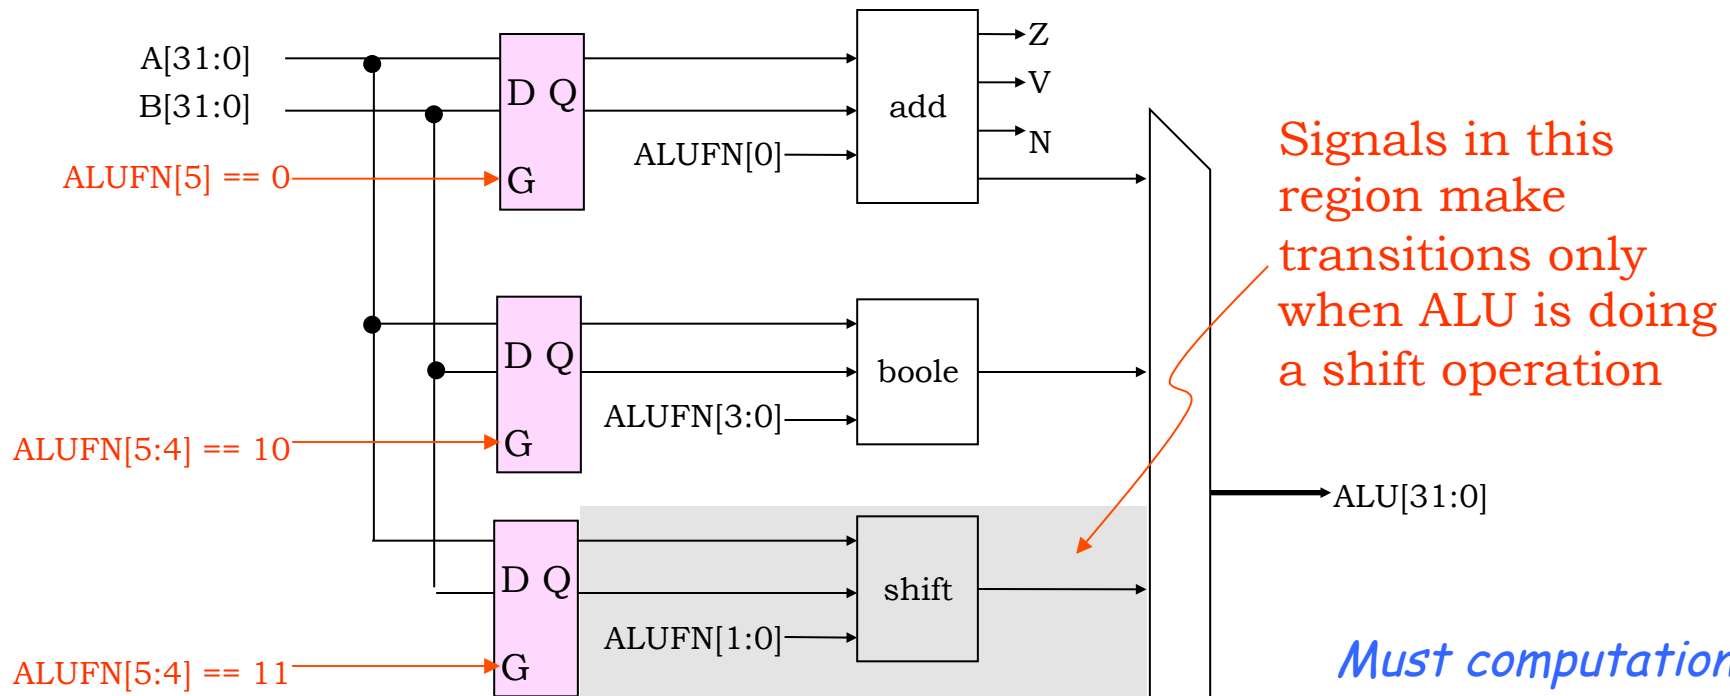 A[31:0]
B[31:0]
ALUFN[5] == 0
D Q
G
ALUFN[0]
add
Z
V
N
Signals in this
region make
transitions only
when ALU is doing
a shift operation
ALUFN[5:4] == 10
D Q
G
ALUFN[3:0]
boole
ALU[31:0]
ALUFN[5:4] == 11
D Q
G
ALUFN[1:0]
shift
Must computation